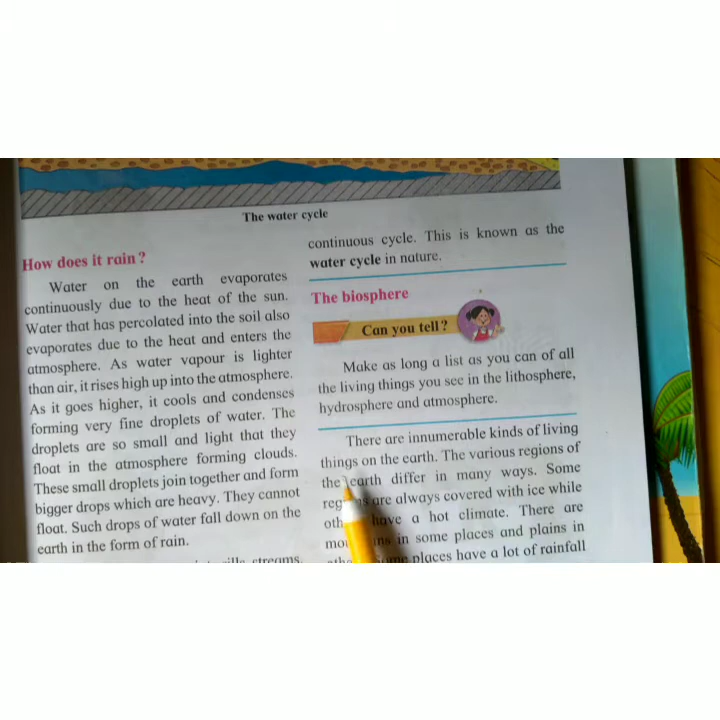 The water cycle
How does it rain?
Water on the earth evaporates
continuously due to the heat of the sun.
Water that has percolated into the soil also
evaporates due to the heat and enters the
atmosphere. As water vapour is lighter
than air, it rises high up into the atmosphere.
As it goes higher, it cools and condenses
forming very fine droplets of water. The
droplets are so small and light that they
float in the atmosphere forming clouds.
These small droplets join together and form
bigger drops which are heavy. They cannot
float. Such drops of water fall down on the
earth in the form of rain.
streams,
continuous cycle. This is known as the
water cycle in nature.
The biosphere
Can you tell?
Make as long a list as you can of all
the living things you see in the lithosphere,
hydrosphere and atmosphere.
There are innumerable kinds of living
things on the earth. The various regions of
the earth differ in many ways. Some
are always covered with ice while
have a hot climate. There are
in some places and plains in
places have a lot of rainfall